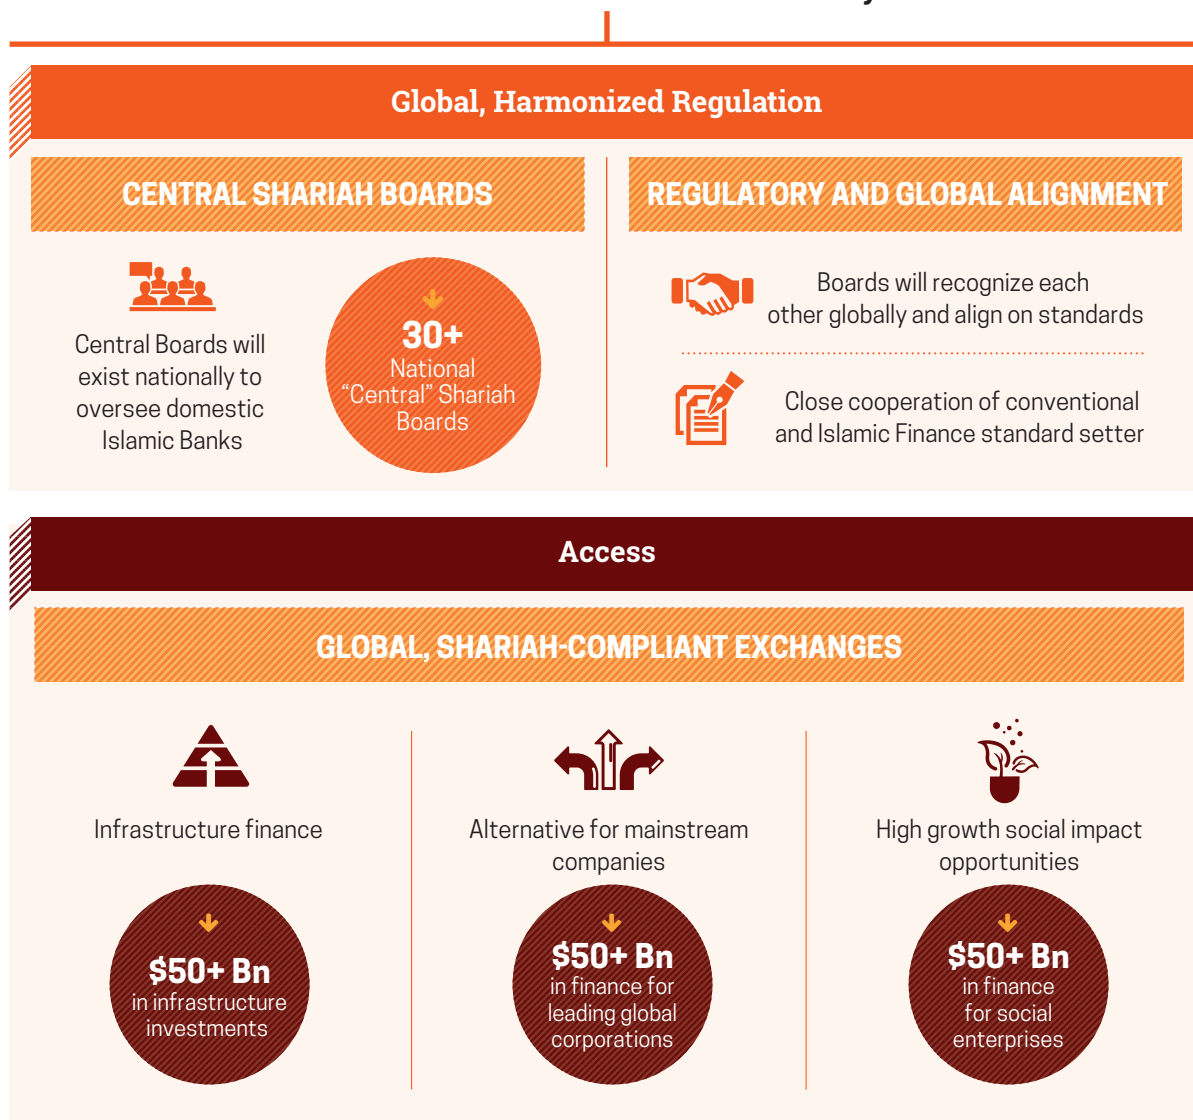 Global, Harmonized Regulation
CENTRAL SHARIAH BOARDS
Central Boards will
exist nationally to
oversee domestic
Islamic Banks
30+
National
“Central” Shariah
Boards
REGULATORY AND GLOBAL ALIGNMENT
Boards will recognize each
other globally and align on standards
Close cooperation of conventional
and Islamic Finance standard setter
Access
GLOBAL, SHARIAH-COMPLIANT EXCHANGES
Infrastructure finance
$50+ Bn
in infrastructure
investments
Alternative for mainstream
companies
$50+ Bn
in finance for
leading global
corporations
High growth social impact
opportunities
$50+ Bn
in finance
for social
enterprises